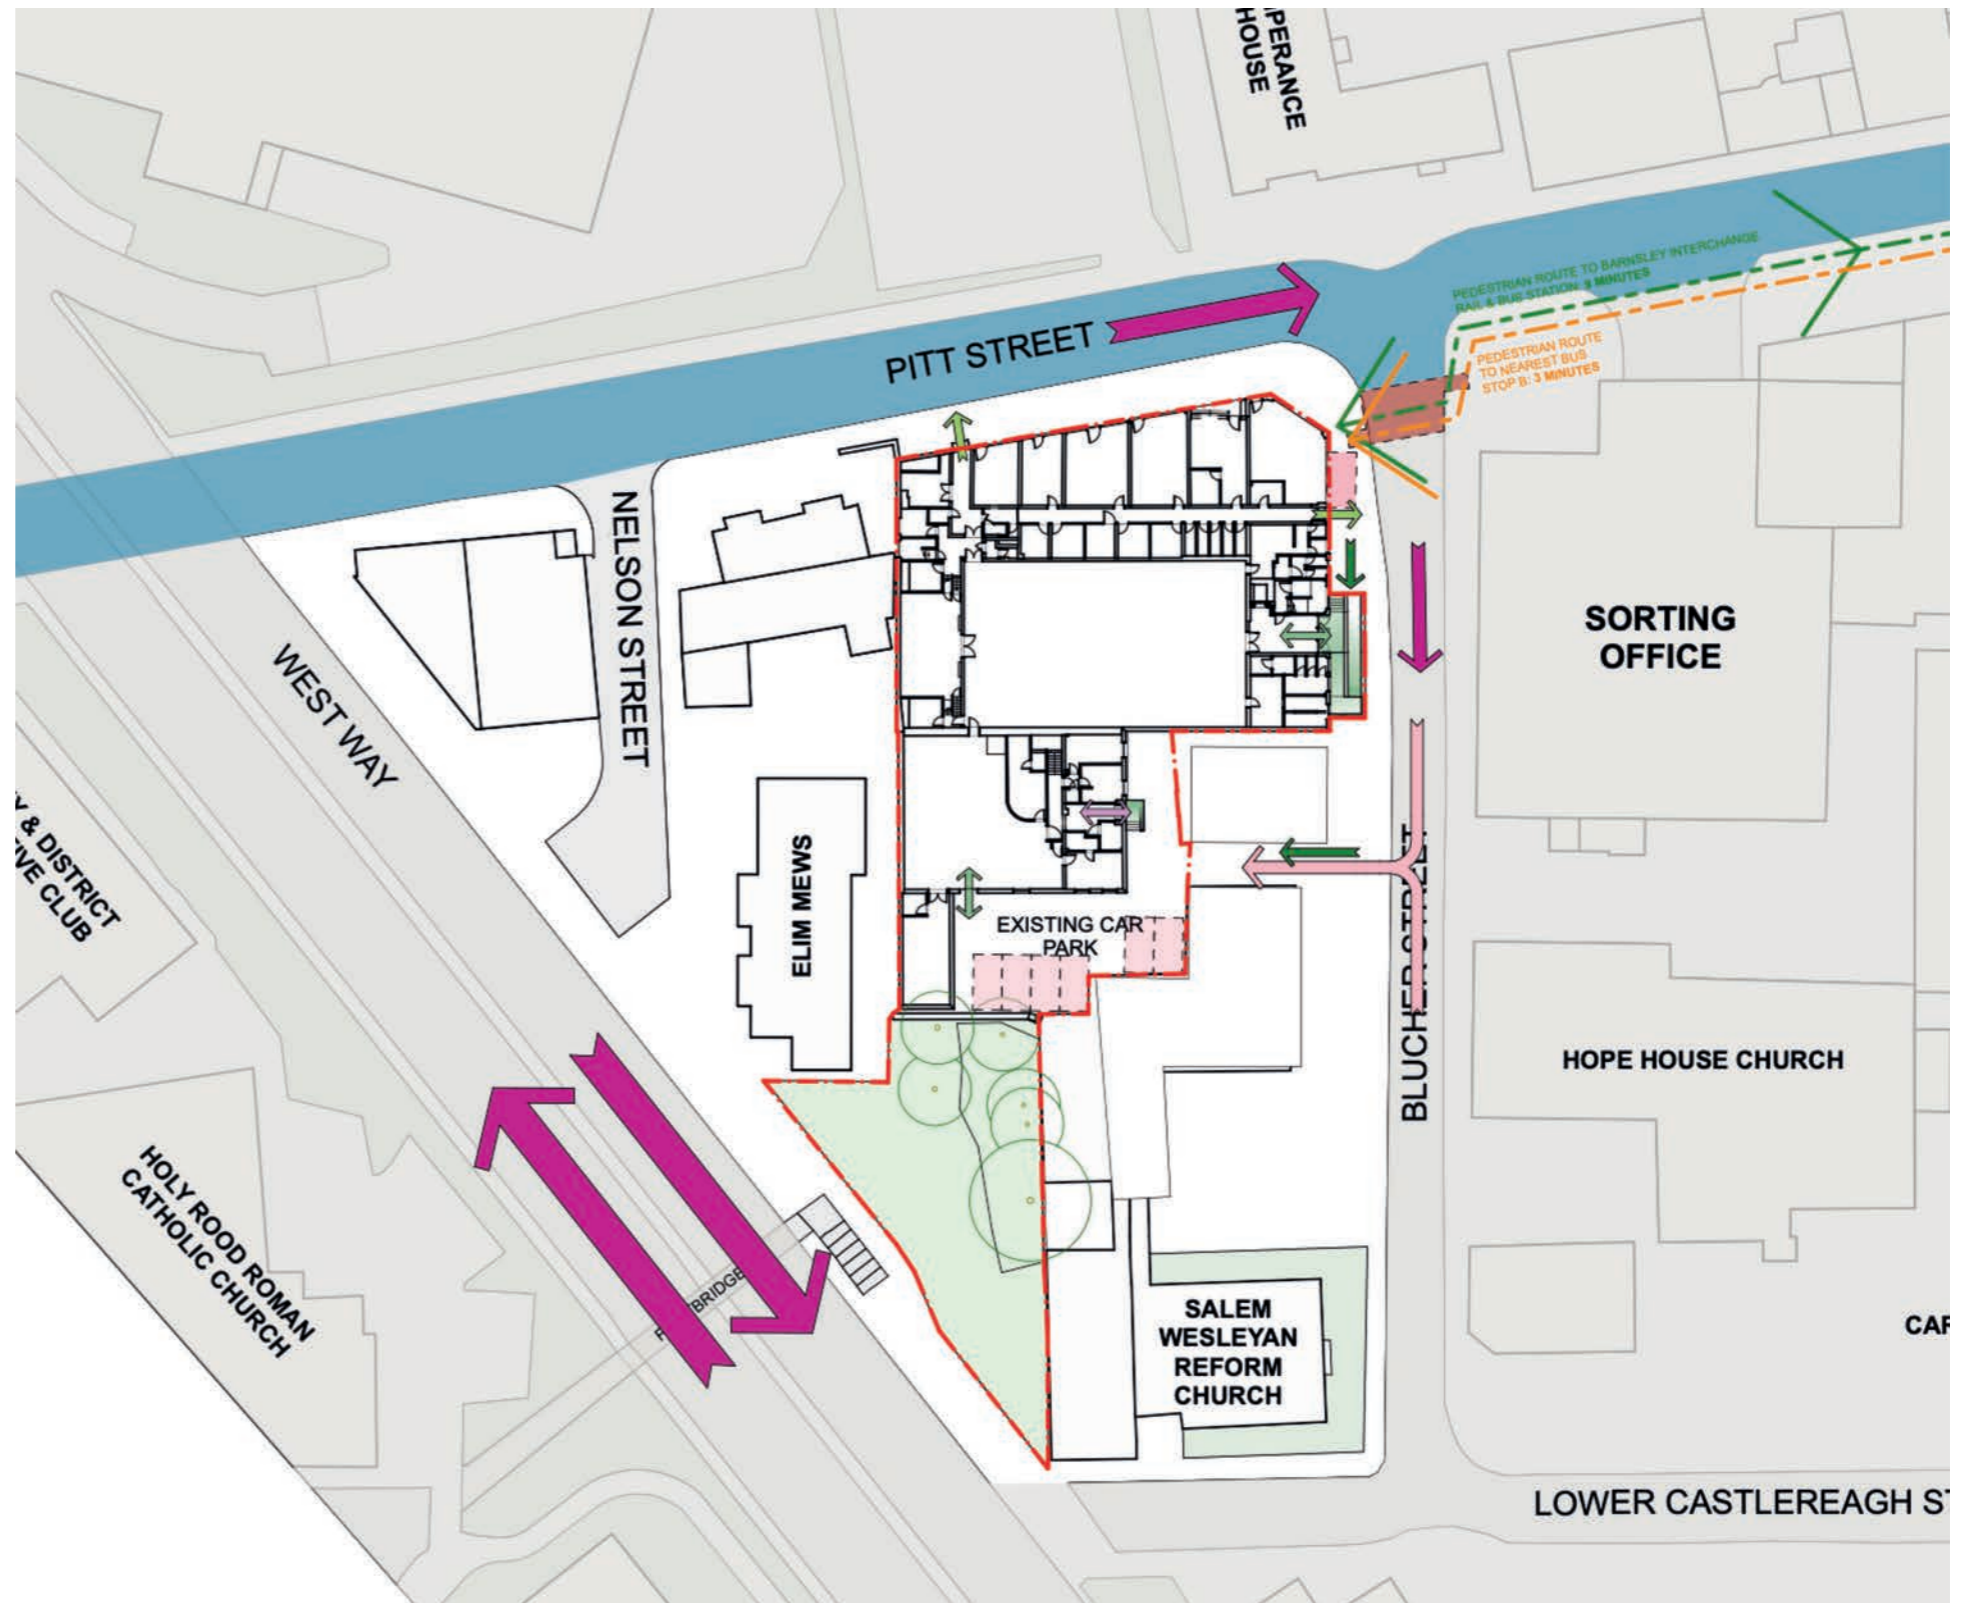 PERANCE
HOUSE
PEDESTRIAN ROUTE TO BARNSLEY INTERCHANGE
RAIL & BUS STATION: 9 MINUTES
PITT STREET
PEDESTRIAN ROUTE
TO NEAREST BUS
STOP B: 3 MINUTES
NELSON STREET
SORTING
OFFICE
WEST WAY
Y & DISTRICT
IVE CLUB
ELIM MEWS
EXISTING CAR
PARK
BLUCHER STREET
HOPE HOUSE CHURCH
HOLY ROOD ROMAN
CATHOLIC CHURCH
BRIDGE
SALEM
WESLEYAN
REFORM
CHURCH
CAR
LOWER CASTLEREAGH ST